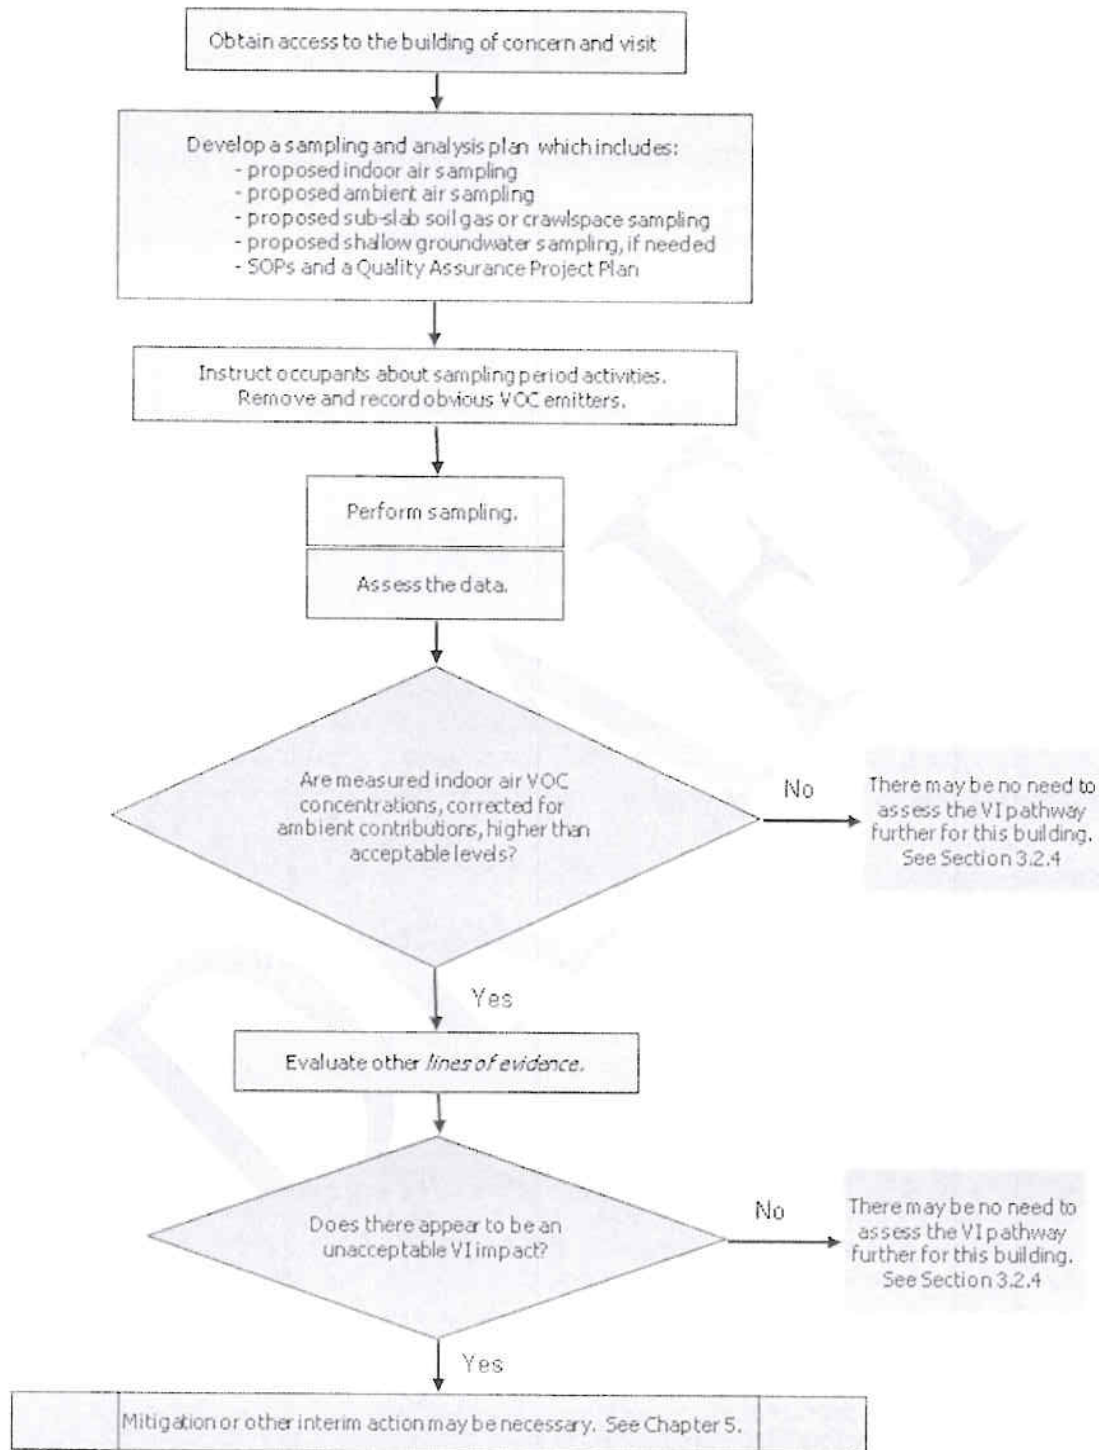 Obtain access to the building of concern and visit
Develop a sampling and analysis plan which includes:
- proposed indoor air sampling
- proposed ambient air sampling
- proposed sub-slab soil gas or crawlspace sampling
- proposed shallow groundwater sampling, if needed
- SOPs and a Quality Assurance Project Plan
Instruct occupants about sampling period activities.
Remove and record obvious VOC emitters.
Perform sampling.
Assess the data.
Are measured indoor air VOC
concentrations, corrected for
ambient contributions, higher than
acceptable levels?
No
There may be no need to
assess the VI pathway
further for this building.
See Section 3.2.4
Yes
Evaluate other lines of evidence.
Does there appear to be an
unacceptable VI impact?
No
There may be no need to
assess the VI pathway
further for this building.
See Section 3.2.4
Yes
Mitigation or other interim action may be necessary. See Chapter 5.
DRAFT